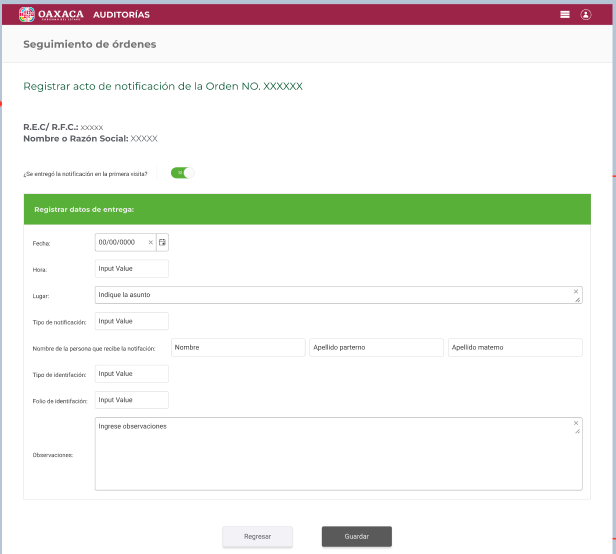 OAXACA AUDITORÍAS
Seguimiento de órdenes
Registrar acto de notificación de la Orden NO. XXXXXX
R.E.C/ R.F.C.: xxxxx
Nombre o Razón Social: XXXXX
¿Se entregó la notificación en la primera visita?
Registrar datos de entrega:
Fecha: 00/00/0000
Hora: Input Value
Lugar: Indique la asunto
Tipo de notificación: Input Value
Nombre de la persona que recibe la notifación: Nombre Apellido parterno Apellido materno
Tipo de identifación: Input Value
Folio de identifación: Input Value
Ingrese observaciones
Observaciones:
Regresar Guardar